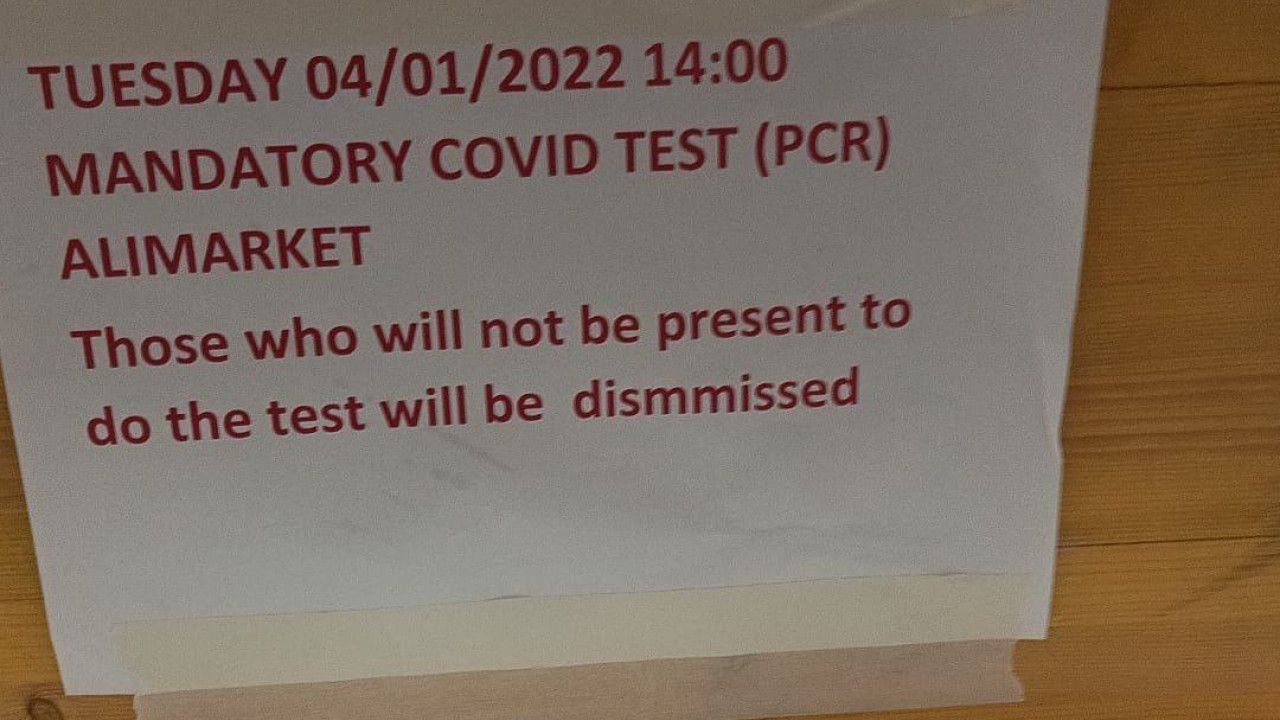 TUESDAY 04/01/2022 14:00
MANDATORY COVID TEST (PCR)
ALIMARKET
Those who will not be present to
do the test will be dismmissed